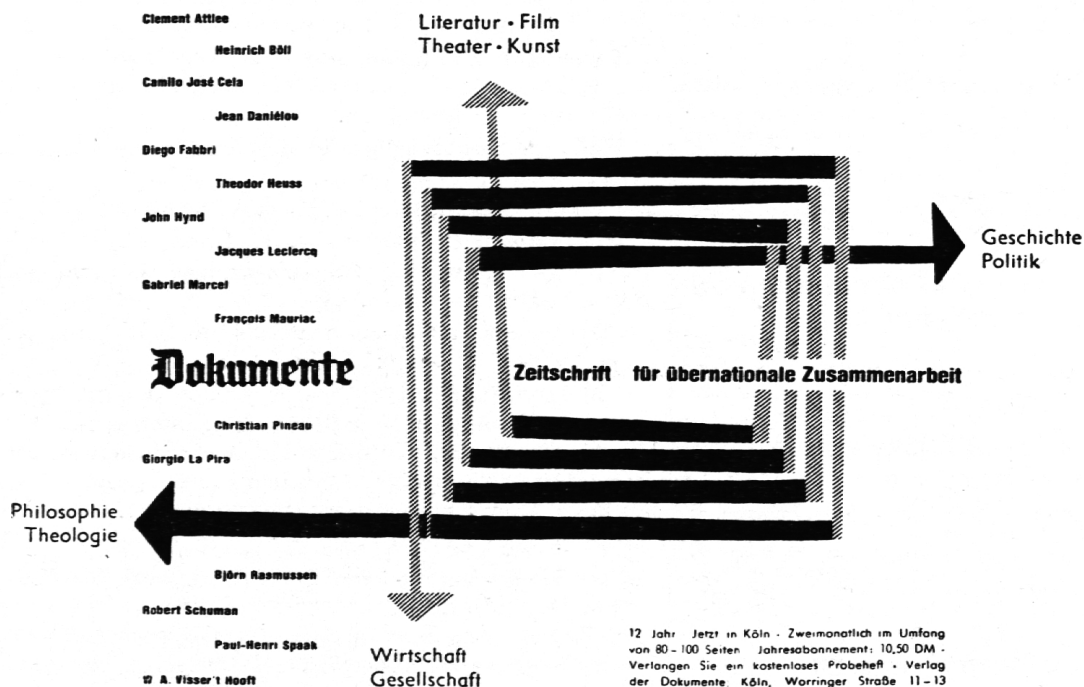 Clement Attlee
Heinrich Böll
Camilo José Cela
Jean Daniélou
Diego Fabbri
Theodor Heuss
John Hynd
Jacques Leclercq
Gabriel Marcel
François Mauriac
Dokumente
Christian Pineau
Giorgio La Pira
Björn Rasmussen
Robert Schuman
Paul-Henri Spaak
A. Visser't Hooft
Literatur · Film
Theater · Kunst
Geschichte
Politik
Zeitschrift für übernationale Zusammenarbeit
Philosophie
Theologie
Wirtschaft
Gesellschaft
12 Jahr Jetzt in Köln · Zweimonatlich im Umfang
von 80 - 100 Seiten Jahresabonnement: 10,50 DM ·
Verlangen Sie ein kostenloses Probeheft · Verlag
der Dokumente Köln, Worringer Straße 11-13